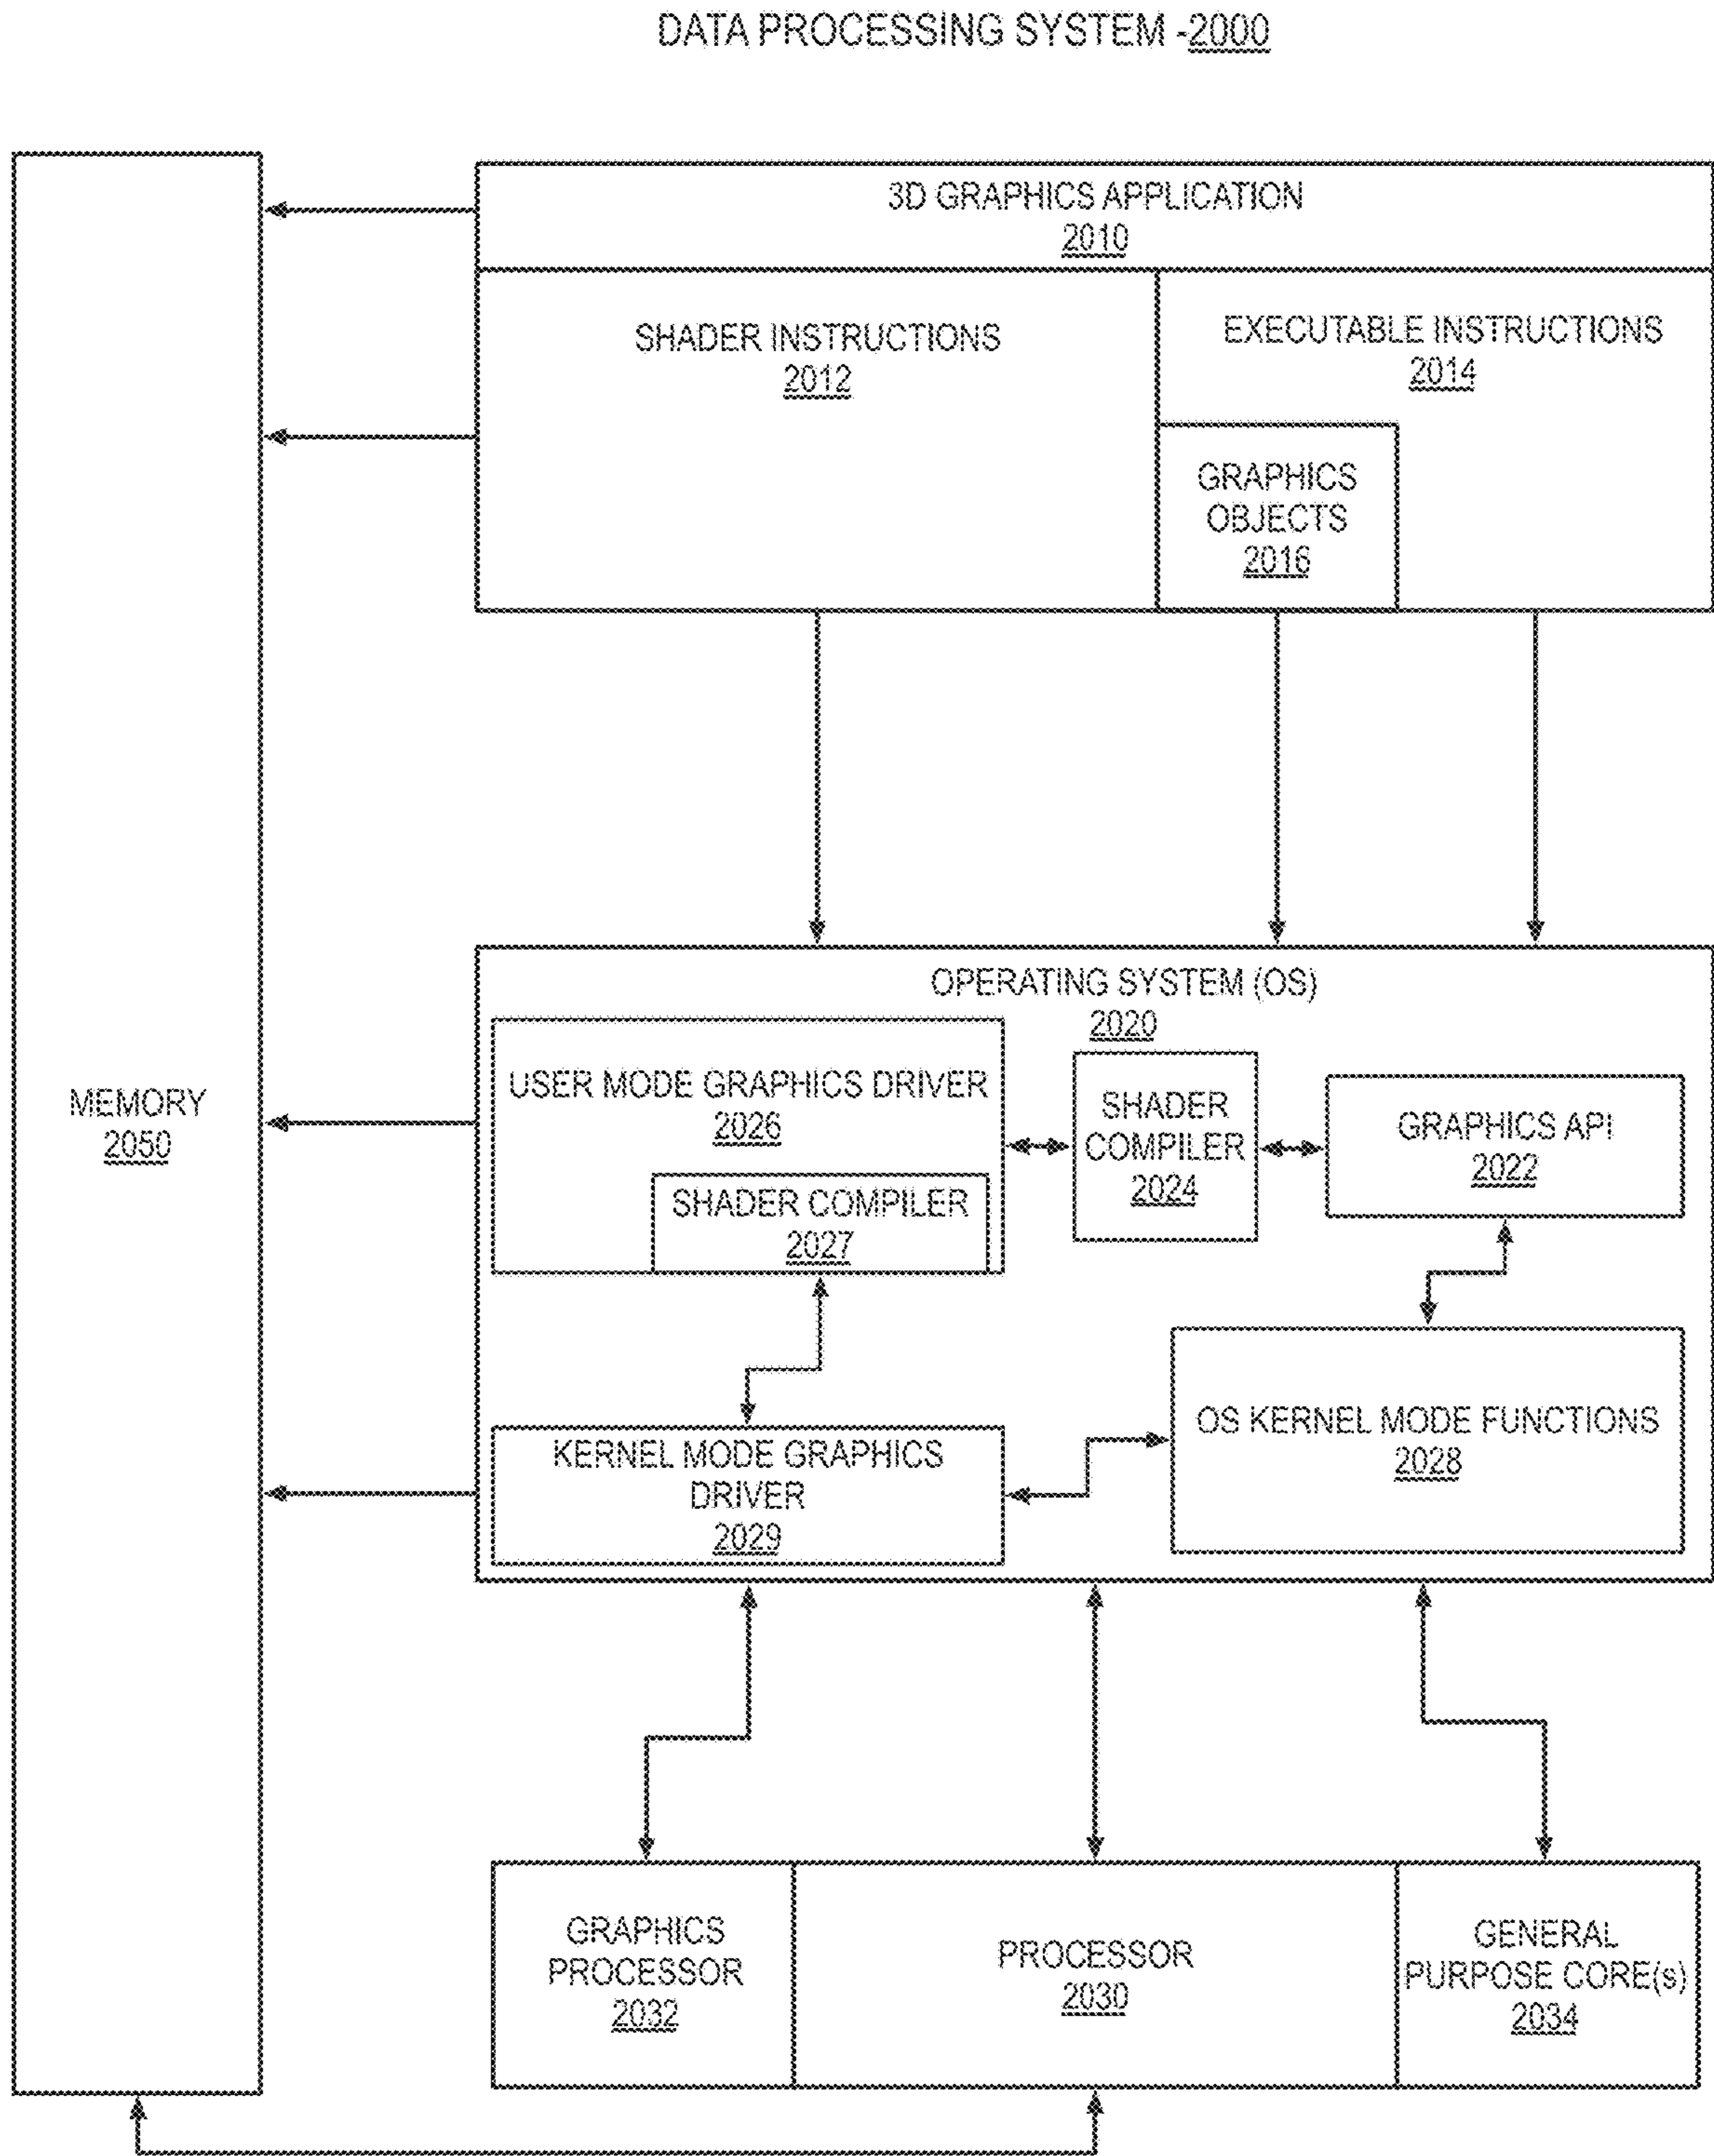 DATA PROCESSING SYSTEM -2000
3D GRAPHICS APPLICATION
2010
SHADER INSTRUCTIONS
2012
EXECUTABLE INSTRUCTIONS
2014
GRAPHICS
OBJECTS
2016
MEMORY
2050
OPERATING SYSTEM (OS)
2020
USER MODE GRAPHICS DRIVER
2026
SHADER COMPILER
2027
SHADER
COMPILER
2024
GRAPHICS API
2022
KERNEL MODE GRAPHICS
DRIVER
2029
OS KERNEL MODE FUNCTIONS
2028
GRAPHICS
PROCESSOR
2032
PROCESSOR
2030
GENERAL
PURPOSE CORE(s)
2034